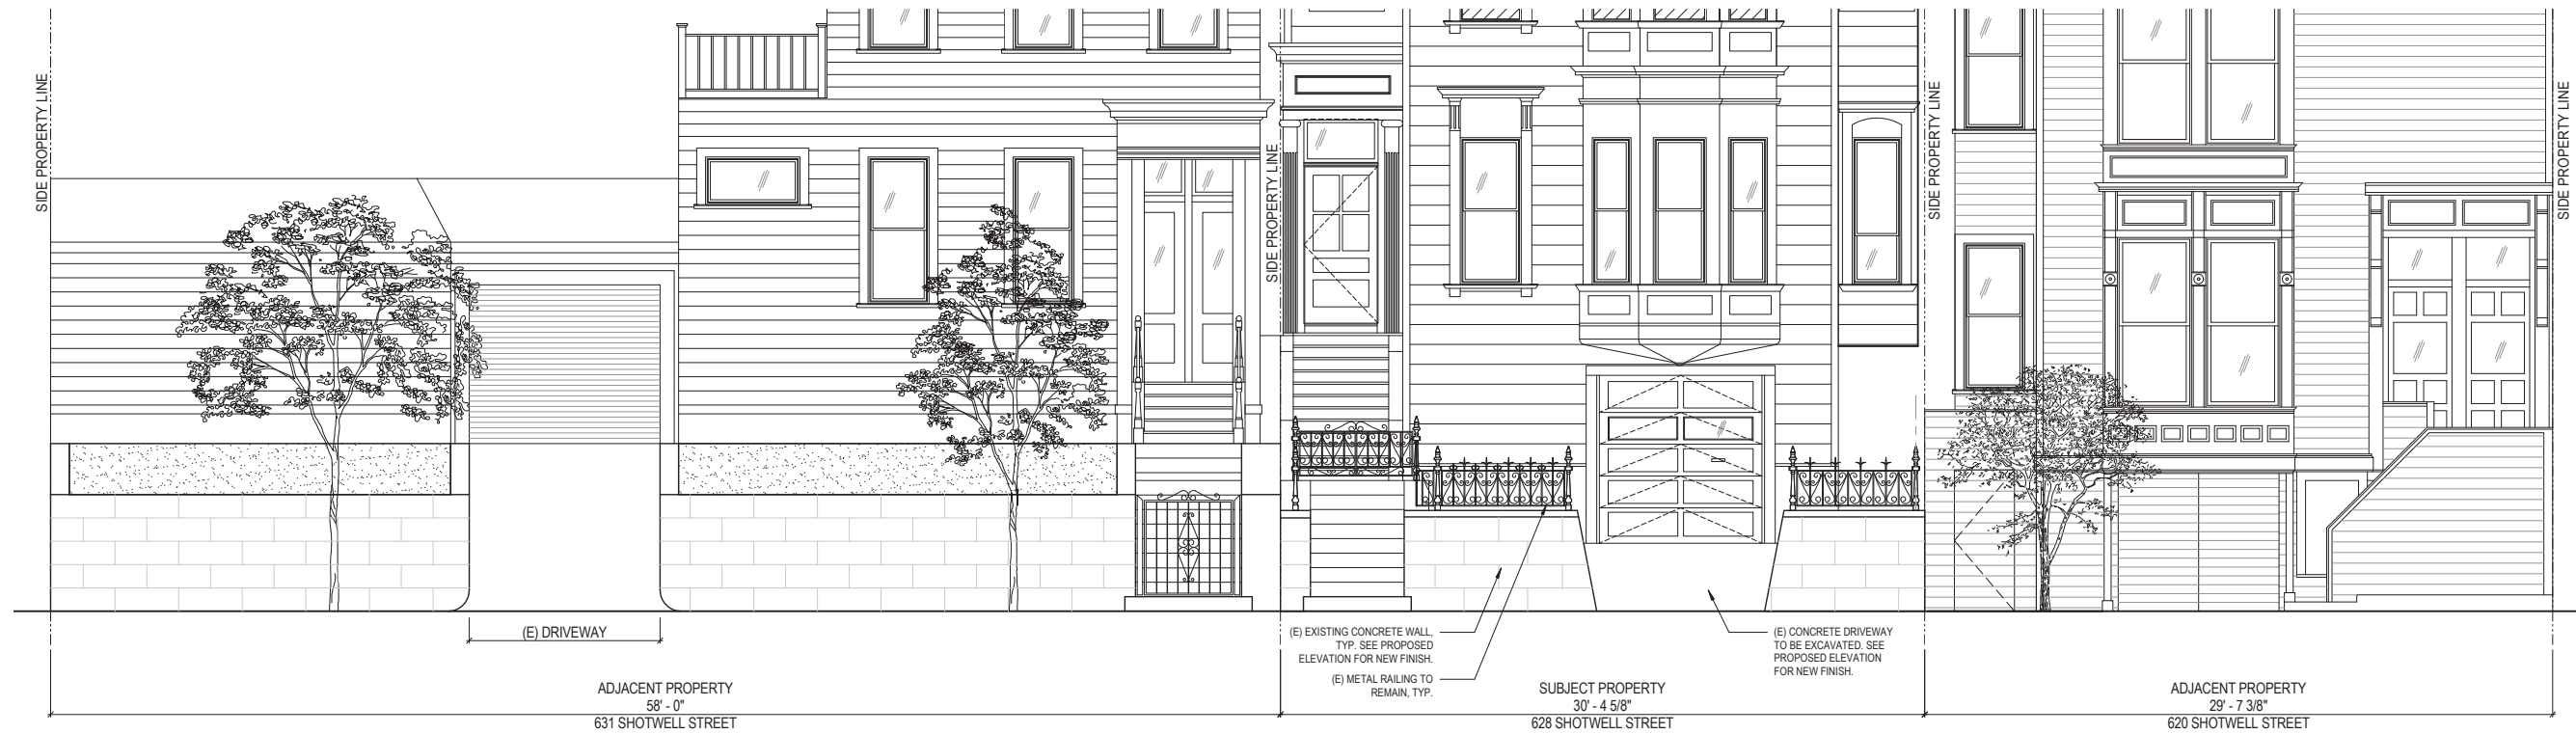 SIDE PROPERTY LINE
SIDE PROPERTY LINE
SIDE PROPERTY LINE
SIDE PROPERTY LINE
(E) DRIVEWAY
(E) EXISTING CONCRETE WALL,
TYP. SEE PROPOSED
ELEVATION FOR NEW FINISH.
(E) METAL RAILING TO
REMAIN, TYP.
(E) CONCRETE DRIVEWAY
TO BE EXCAVATED. SEE
PROPOSED ELEVATION
FOR NEW FINISH.
ADJACENT PROPERTY
58' - 0"
631 SHOTWELL STREET
SUBJECT PROPERTY
30' - 4 5/8"
628 SHOTWELL STREET
ADJACENT PROPERTY
29' - 7 3/8"
620 SHOTWELL STREET